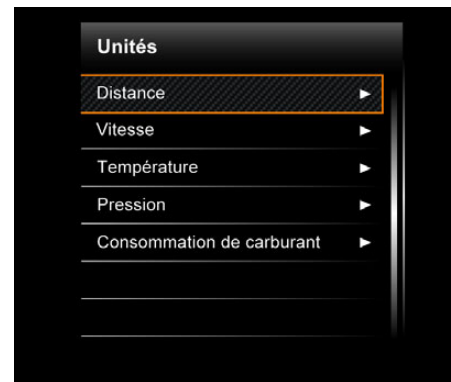 Unités
Distance
Vitesse
Température
Pression
Consommation de carburant